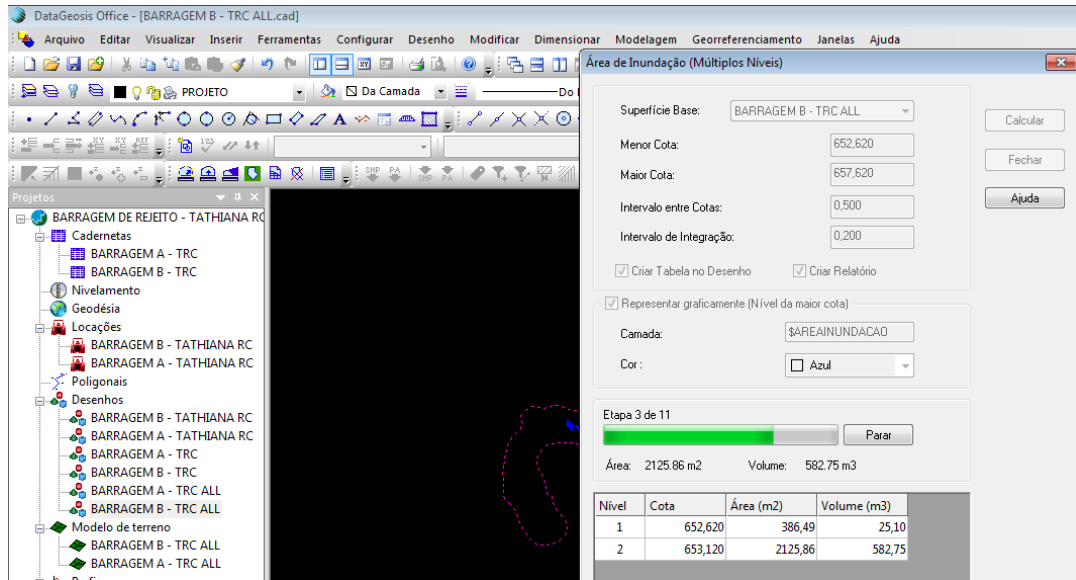 DataGeosis Office - [BARRAGEM B - TRC ALL.cad]
Arquivo Editar Visualizar Inserir Ferramentas Configurar Desenho Modificar Dimensionar Modelagem Georreferenciamento Janelas Ajuda
PROJETO
Da Camada
Projetos
BARRAGEM DE REJEITO - TATHIANA RO
Cadernetas
BARRAGEM A - TRC
BARRAGEM B - TRC
Nivelamento
Geodésia
Locações
BARRAGEM B - TATHIANA RC
BARRAGEM A - TATHIANA RC
Poligonais
Desenhos
BARRAGEM B - TATHIANA RC
BARRAGEM A - TATHIANA RC
BARRAGEM A - TRC
BARRAGEM B - TRC
BARRAGEM A - TRC ALL
BARRAGEM B - TRC ALL
Modelo de terreno
BARRAGEM B - TRC ALL
BARRAGEM A - TRC ALL
Área de Inundação (Múltiplos Níveis)
Superfície Base: BARRAGEM B - TRC ALL
Menor Cota: 652,620
Maior Cota: 657,620
Intervalo entre Cotas: 0,500
Intervalo de Integração: 0,200
Criar Tabela no Desenho Criar Relatório
Calcular
Fechar
Ajuda
Representar graficamente (Nível da maior cota)
Camada: $AREAINUNDACAO
Cor : Azul
Etapa 3 de 11
Parar
Área: 2125.86 m2 Volume: 582.75 m3
Nível Cota Área (m2) Volume (m3)
1 652,620 386,49 25,10
2 653,120 2125,86 582,75